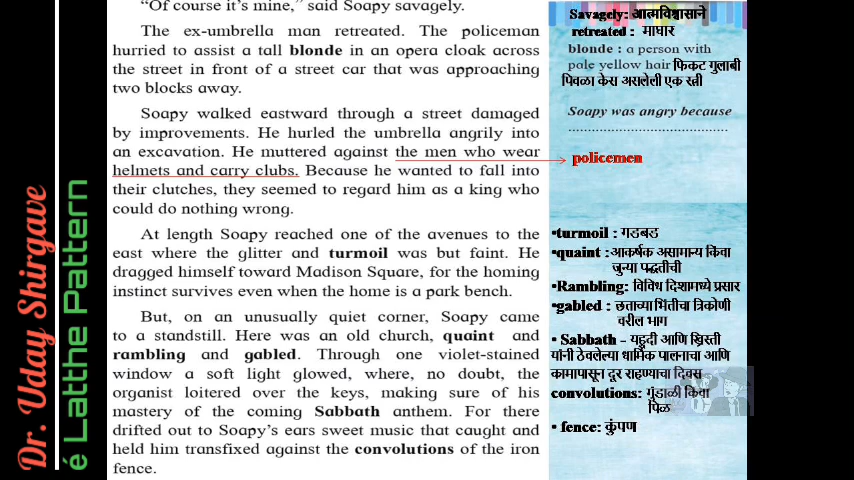 Dr. Uday Shirgave
é Latthe Pattern
“Of course it’s mine,” said Soapy savagely.
The ex-umbrella man retreated. The policeman
hurried to assist a tall blonde in an opera cloak across
the street in front of a street car that was approaching
two blocks away.
Soapy walked eastward through a street damaged
by improvements. He hurled the umbrella angrily into
an excavation. He muttered against the men who wear
helmets and carry clubs. Because he wanted to fall into
their clutches, they seemed to regard him as a king who
could do nothing wrong.
At length Soapy reached one of the avenues to the
east where the glitter and turmoil was but faint. He
dragged himself toward Madison Square, for the homing
instinct survives even when the home is a park bench.
But, on an unusually quiet corner, Soapy came
to a standstill. Here was an old church, quaint and
rambling and gabled. Through one violet-stained
window a soft light glowed, where, no doubt, the
organist loitered over the keys, making sure of his
mastery of the coming Sabbath anthem. For there
drifted out to Soapy’s ears sweet music that caught and
held him transfixed against the convolutions of the iron
fence.
Savagely: आत्मविश्वासाने
retreated : माघार
blonde : a person with
pale yellow hair फिकट गुलाबी
पिवळा केस असलेली एक स्त्री
Soapy was angry because
......................................
policemen
•turmoil : गडबड
•quaint : आकर्षक असामान्य किंवा
जुन्या पद्धतीची
•Rambling: विविध दिशामध्ये प्रसार
•gabled : छताच्या भिंतीचा त्रिकोणी
वरील भाग
• Sabbath - यहूदी आणि ख्रिस्ती
यांनी ठेवलेल्या धार्मिक पालनाचा आणि
कामापासून दूर राहण्याचा दिवस
convolutions: गुंडाळी किंवा
पिळ
• fence: कुंपण